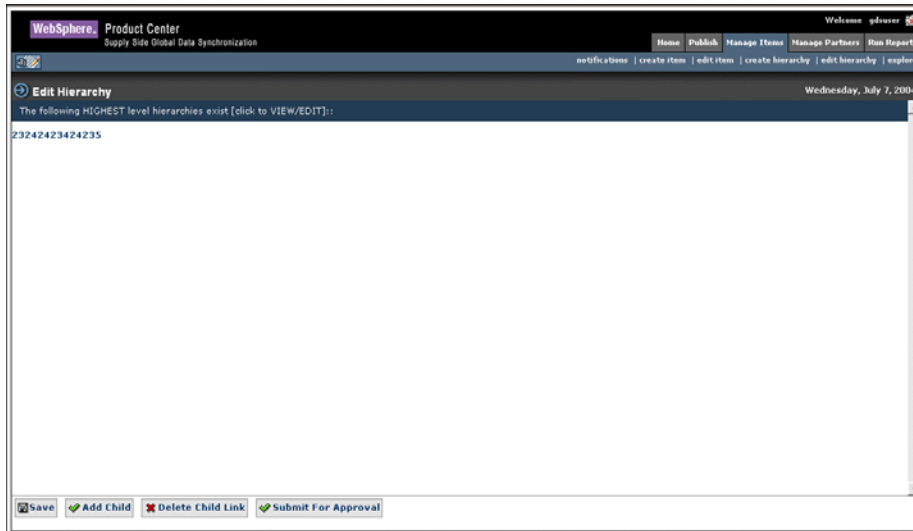 WebSphere. Product Center
Supply Side Global Data Synchronization
Welcome gdsuser
Home Publish Manage Items Manage Partners Run Report
notifications | create item | edit item | create hierarchy | edit hierarchy | explor
Edit Hierarchy
Wednesday, July 7, 200
The following HIGHEST level hierarchies exist [click to VIEW/EDIT]::
23242423424235
Save Add Child Delete Child Link Submit For Approval